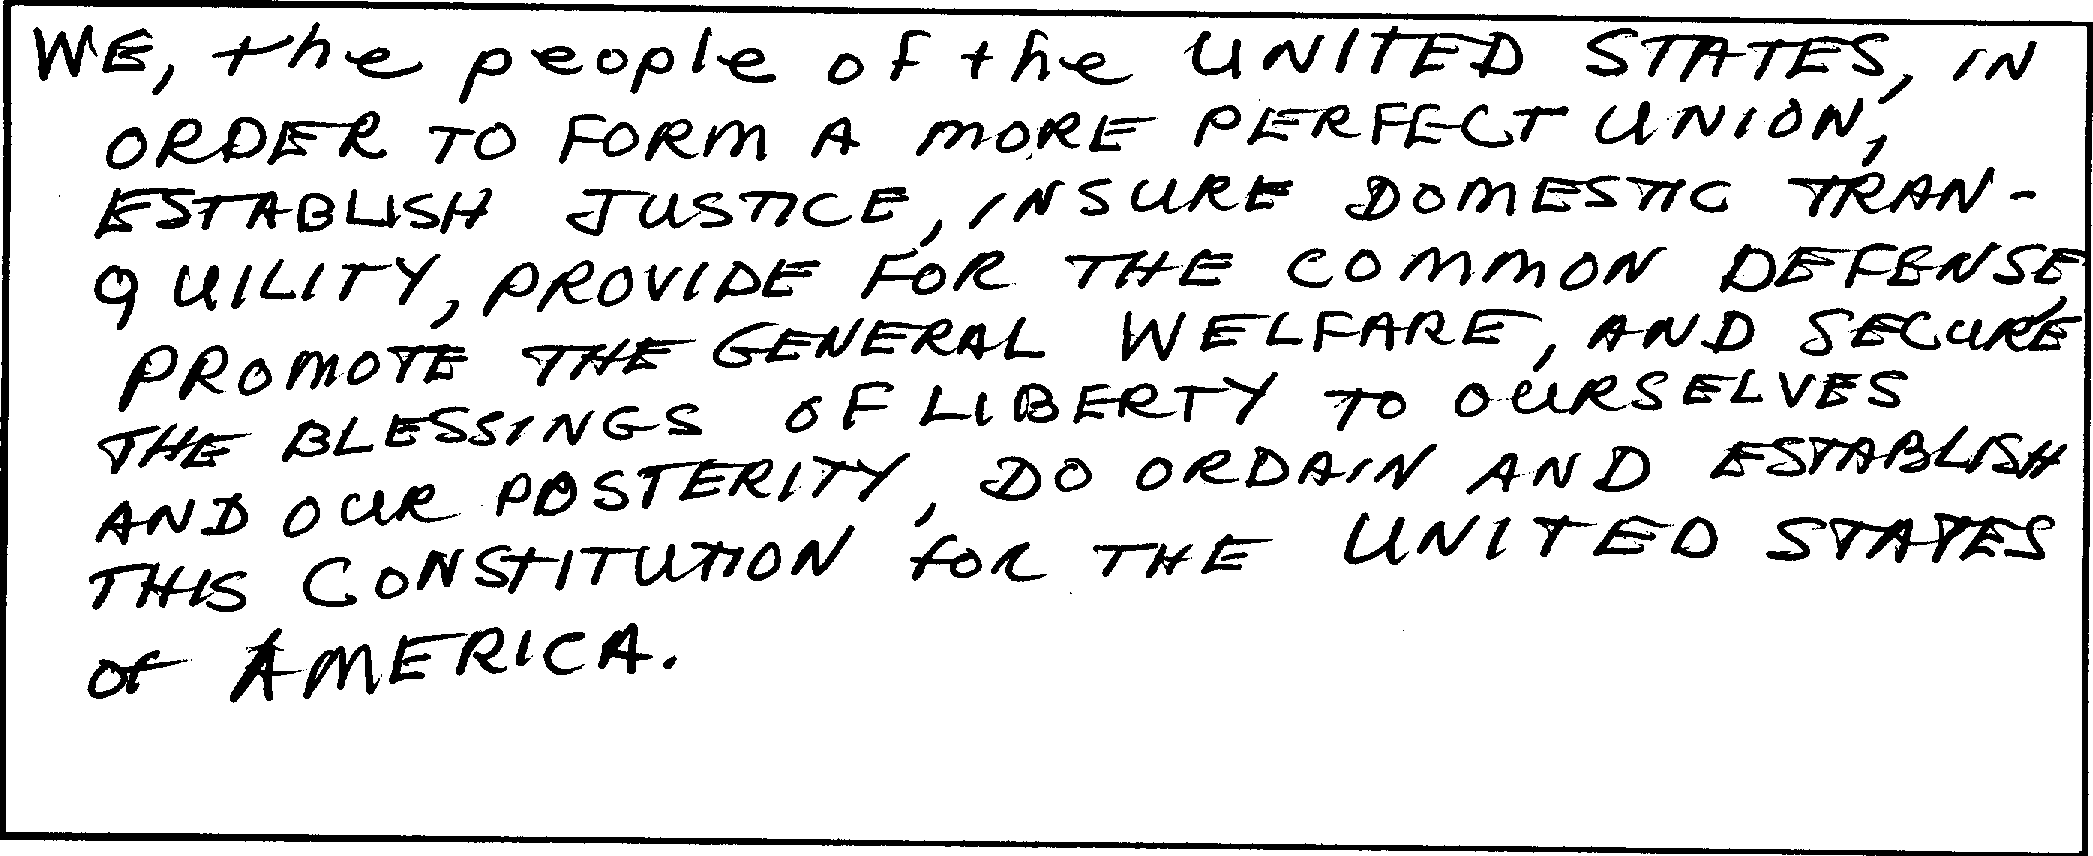 WE, the people of the UNITED STATES, IN
ORDER TO FORM A MORE PERFECT UNION,
ESTABLISH JUSTICE, INSURE DOMESTIC TRAN-
QUILITY, PROVIDE FOR THE COMMON DEFENSE,
PROMOTE THE GENERAL WELFARE, AND SECURE
THE BLESSINGS OF LIBERTY TO OURSELVES
AND OUR POSTERITY, DO ORDAIN AND ESTABLISH
THIS CONSTITUTION for THE UNITED STATES
of AMERICA.